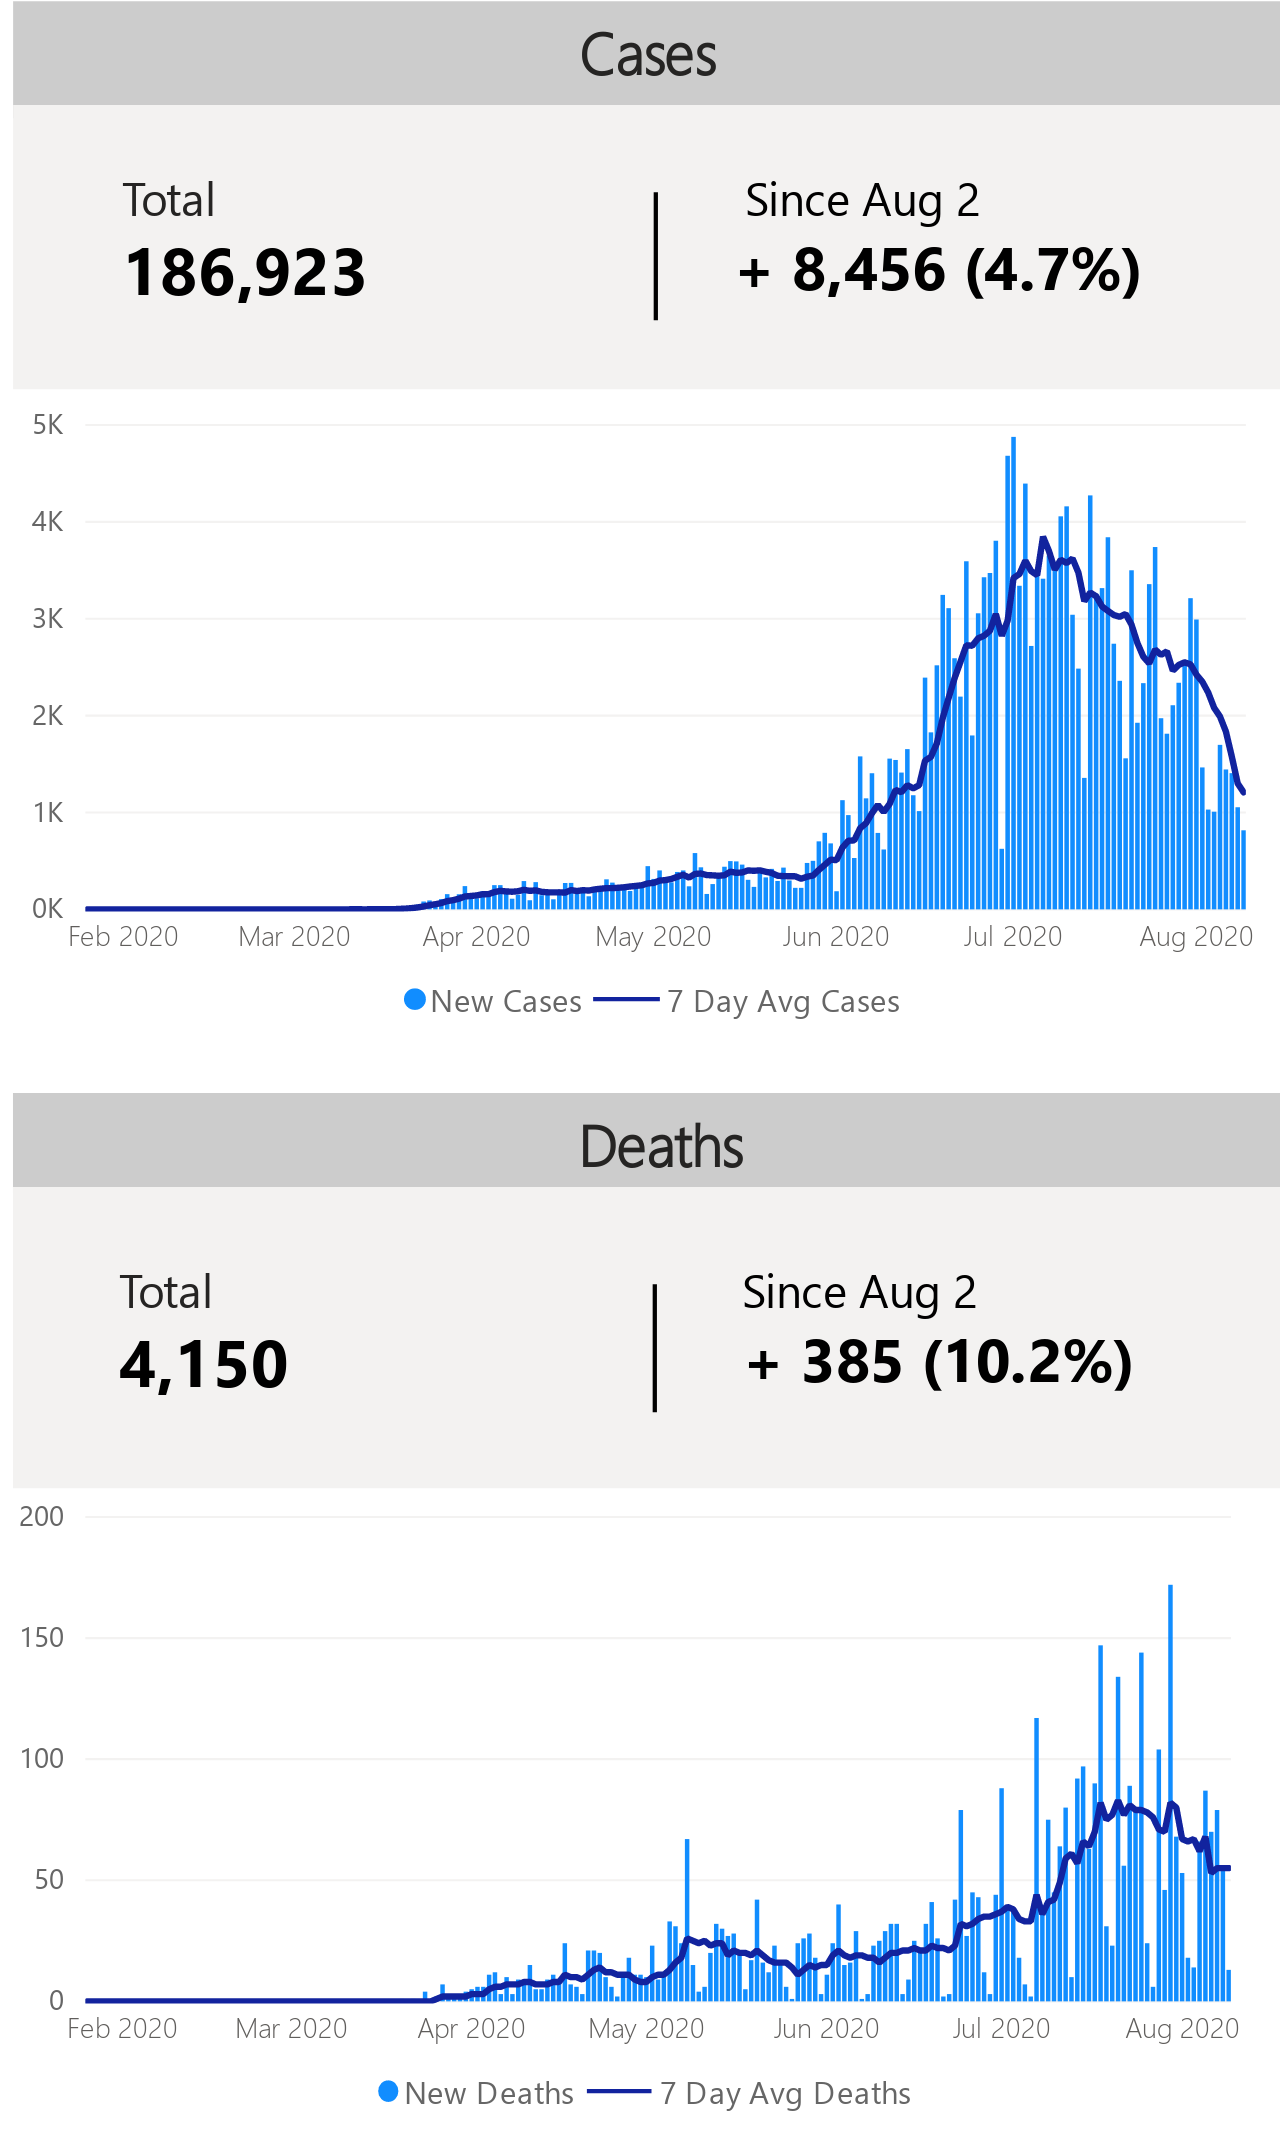 Cases
Total
Since Aug 2
186,923
+ 8,456 (4.7%)
5K
4K
3K
2K
1K
0K
Feb 2020
Mar 2020
Apr 2020
May 2020
Jun 2020
Jul 2020
Aug 2020
New Cases
7 Day Avg Cases
Deaths
Total
Since Aug 2
4,150
+ 385 (10.2%)
200
150
100
50
0
Feb 2020
Mar 2020
Apr 2020
May 2020
Jun 2020
Jul 2020
Aug 2020
New Deaths
7 Day Avg Deaths